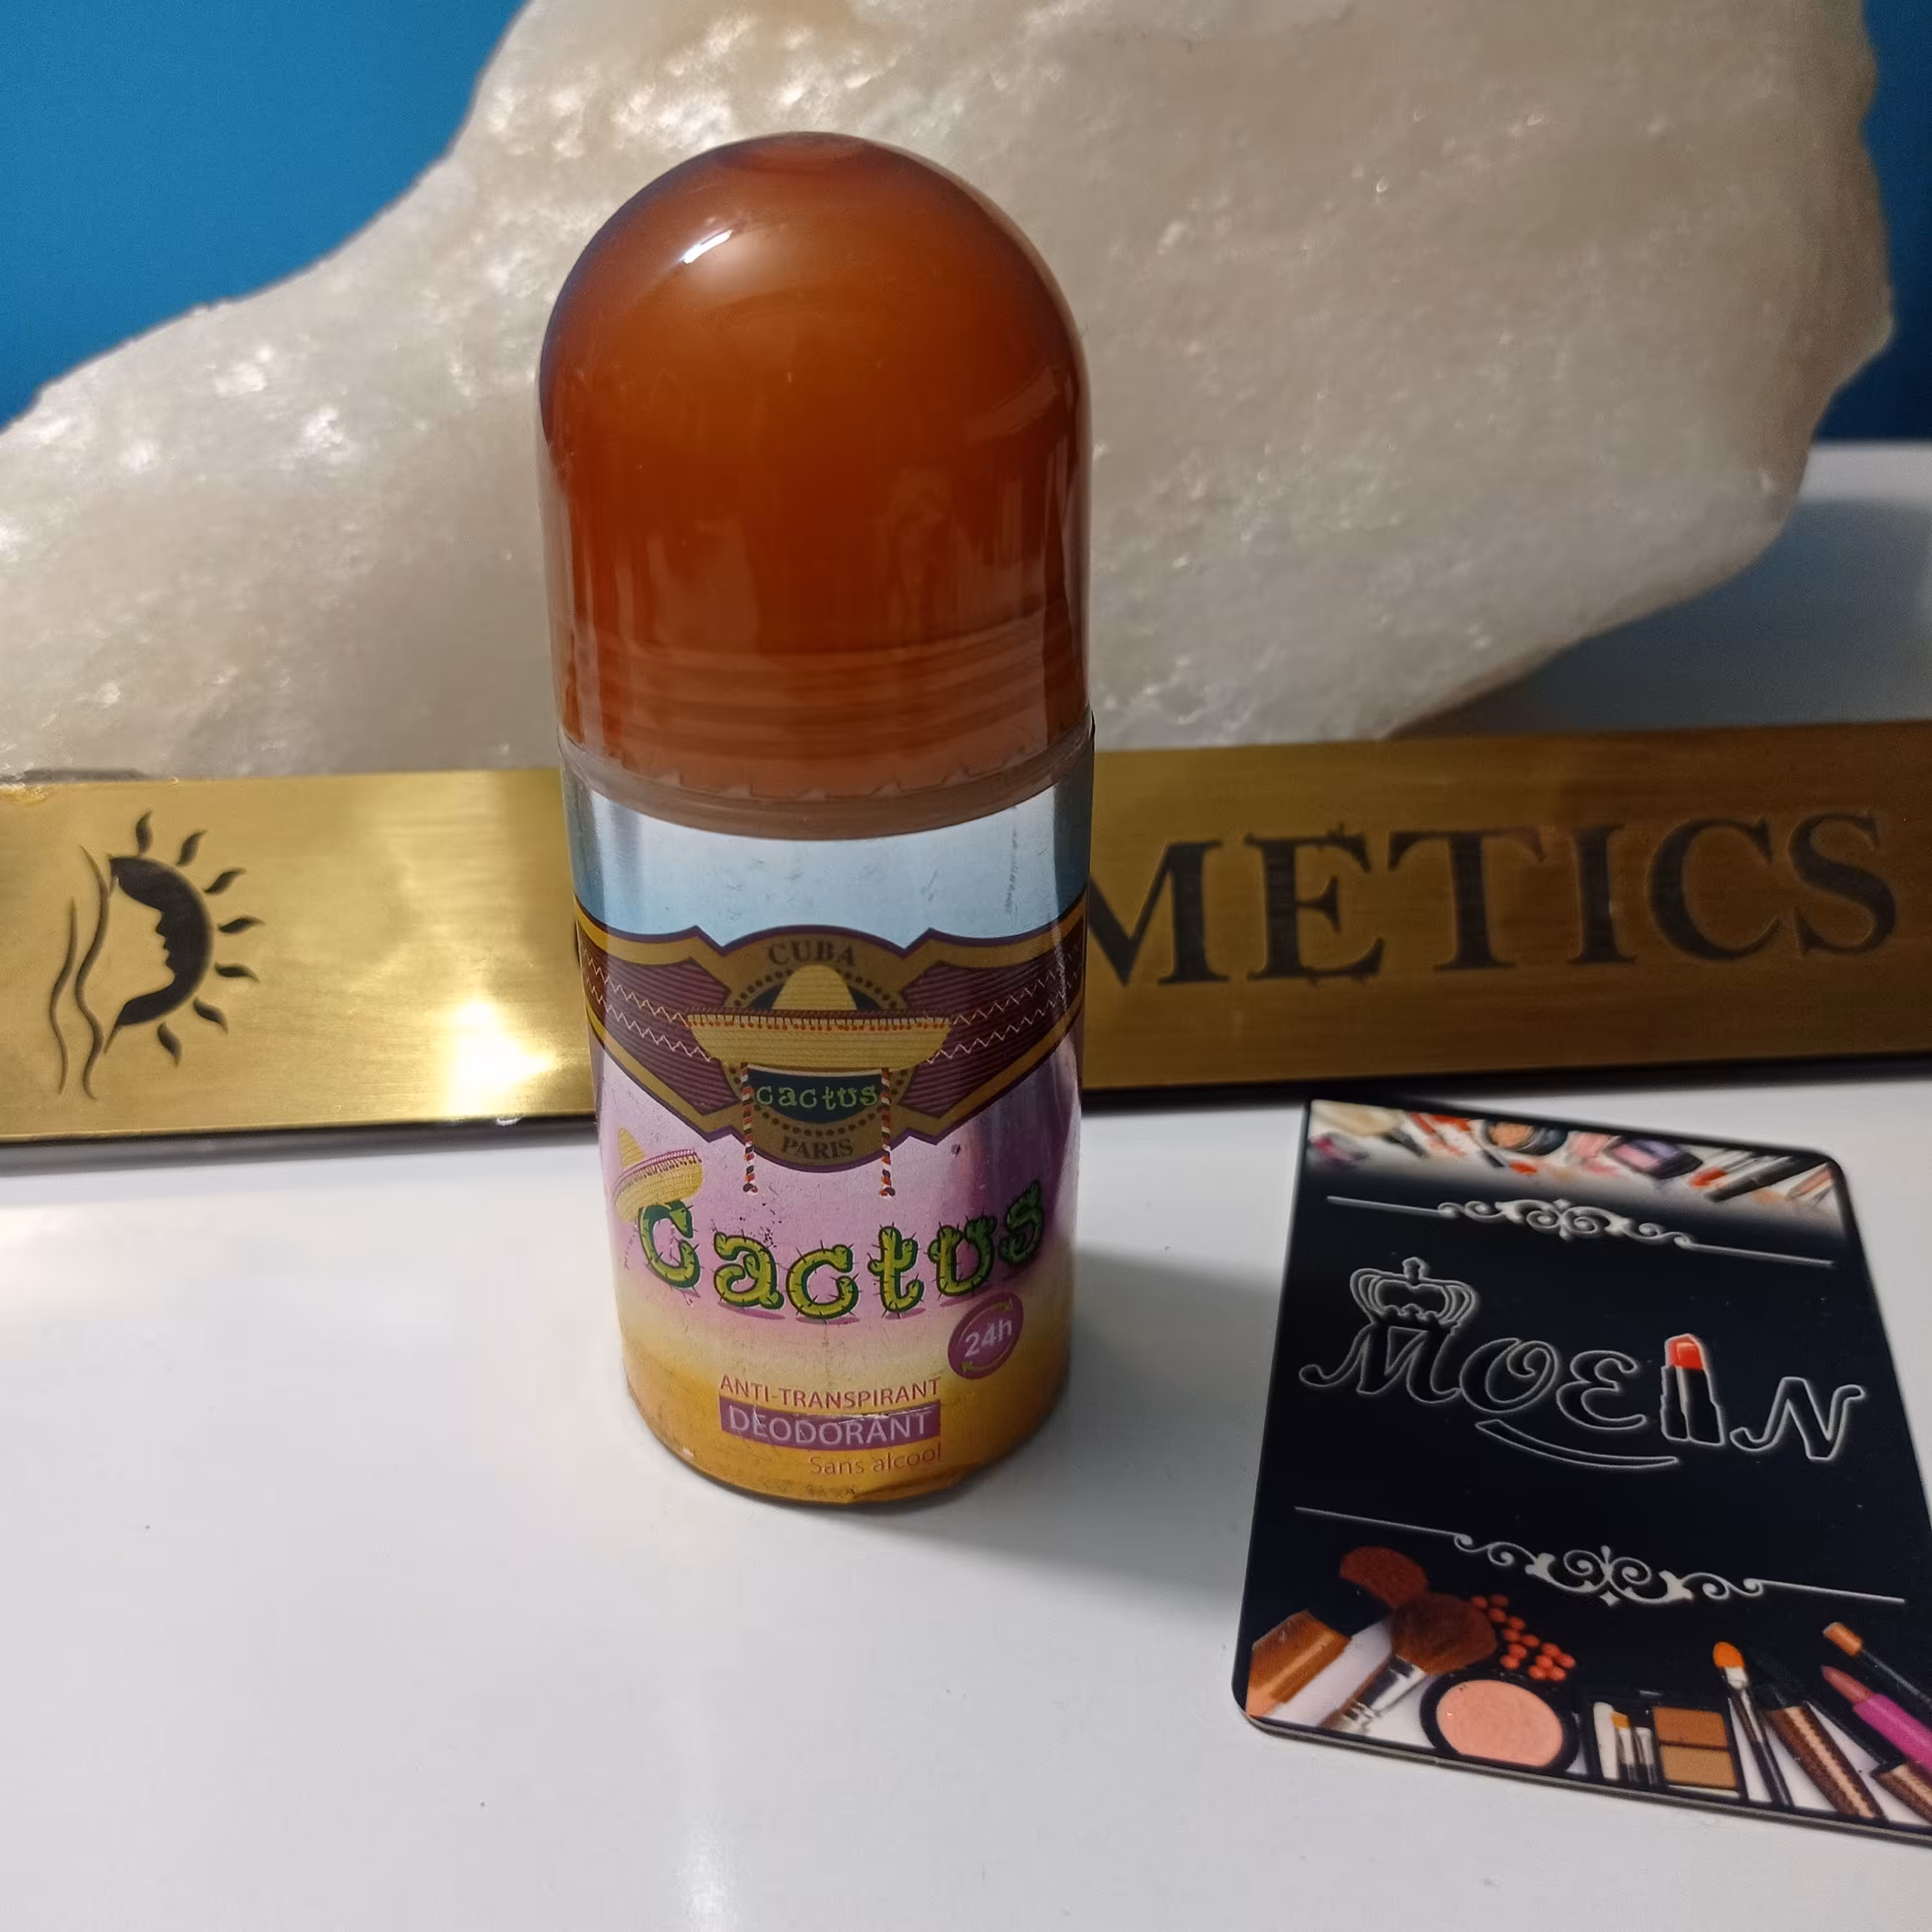 METICS
CUBA
cactus
PARIS
Cactus
24h
ANTI-TRANSPIRANT
DEODORANT
Sans alcool
MOEIN